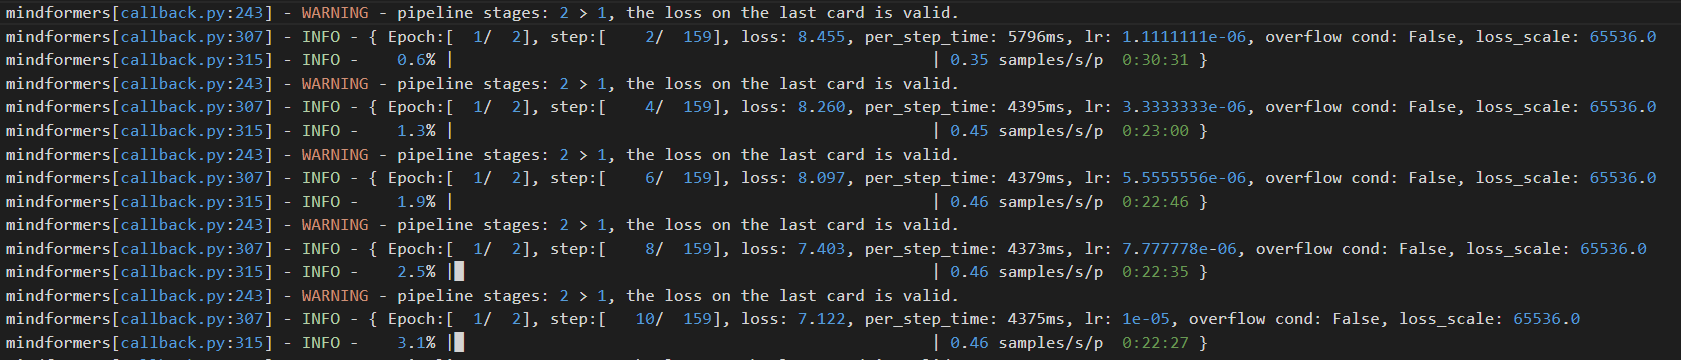 mindformers[callback.py:243] - WARNING - pipeline stages: 2 > 1, the loss on the last card is valid.
mindformers[callback.py:307] - INFO - { Epoch:[  1/  2], step:[    2/  159], loss: 8.455, per_step_time: 5796ms, lr: 1.1111111e-06, overflow cond: False, loss_scale: 65536.0
mindformers[callback.py:315] - INFO -    0.6% |                                                  | 0.35 samples/s/p  0:30:31 }
mindformers[callback.py:243] - WARNING - pipeline stages: 2 > 1, the loss on the last card is valid.
mindformers[callback.py:307] - INFO - { Epoch:[  1/  2], step:[    4/  159], loss: 8.260, per_step_time: 4395ms, lr: 3.3333333e-06, overflow cond: False, loss_scale: 65536.0
mindformers[callback.py:315] - INFO -    1.3% |                                                  | 0.45 samples/s/p  0:23:00 }
mindformers[callback.py:243] - WARNING - pipeline stages: 2 > 1, the loss on the last card is valid.
mindformers[callback.py:307] - INFO - { Epoch:[  1/  2], step:[    6/  159], loss: 8.097, per_step_time: 4379ms, lr: 5.5555556e-06, overflow cond: False, loss_scale: 65536.0
mindformers[callback.py:315] - INFO -    1.9% |                                                  | 0.46 samples/s/p  0:22:46 }
mindformers[callback.py:243] - WARNING - pipeline stages: 2 > 1, the loss on the last card is valid.
mindformers[callback.py:307] - INFO - { Epoch:[  1/  2], step:[    8/  159], loss: 7.403, per_step_time: 4373ms, lr: 7.777778e-06, overflow cond: False, loss_scale: 65536.0
mindformers[callback.py:315] - INFO -    2.5% |█                                                 | 0.46 samples/s/p  0:22:35 }
mindformers[callback.py:243] - WARNING - pipeline stages: 2 > 1, the loss on the last card is valid.
mindformers[callback.py:307] - INFO - { Epoch:[  1/  2], step:[   10/  159], loss: 7.122, per_step_time: 4375ms, lr: 1e-05, overflow cond: False, loss_scale: 65536.0
mindformers[callback.py:315] - INFO -    3.1% |█                                                 | 0.46 samples/s/p  0:22:27 }